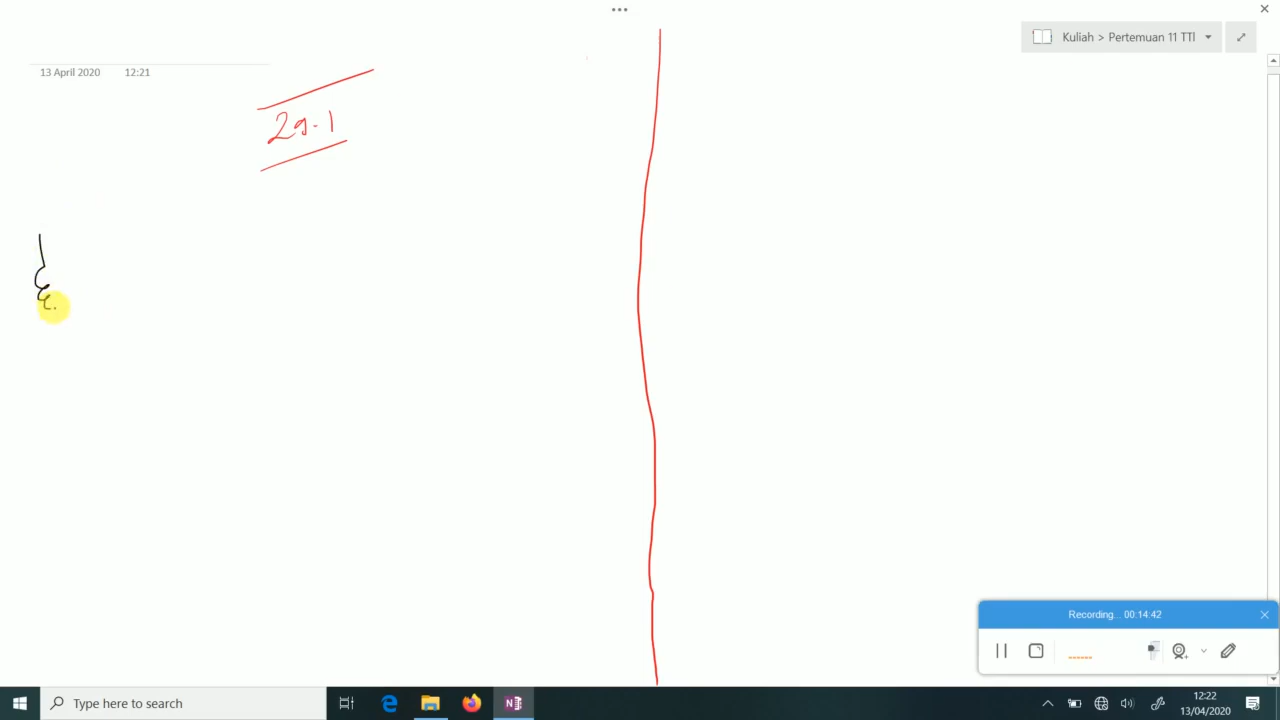 Kuliah > Pertemuan 11 TTI
13 April 2020 12:21
29.1
Recording... 00:14:42
Type here to search
12:22
13/04/2020